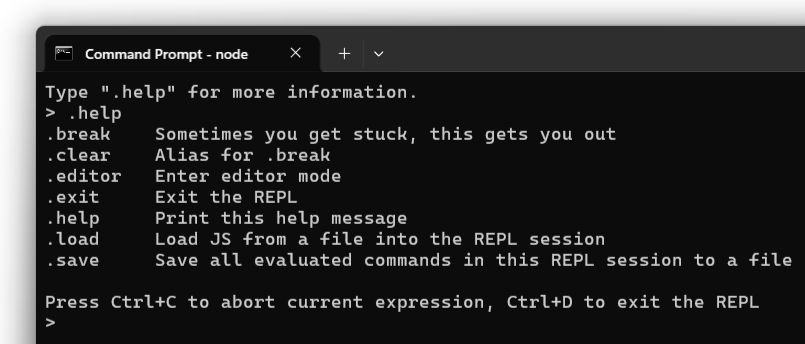 Command Prompt - node
Type ".help" for more information.
> .help
.break    Sometimes you get stuck, this gets you out
.clear    Alias for .break
.editor   Enter editor mode
.exit     Exit the REPL
.help     Print this help message
.load     Load JS from a file into the REPL session
.save     Save all evaluated commands in this REPL session to a file
Press Ctrl+C to abort current expression, Ctrl+D to exit the REPL
>